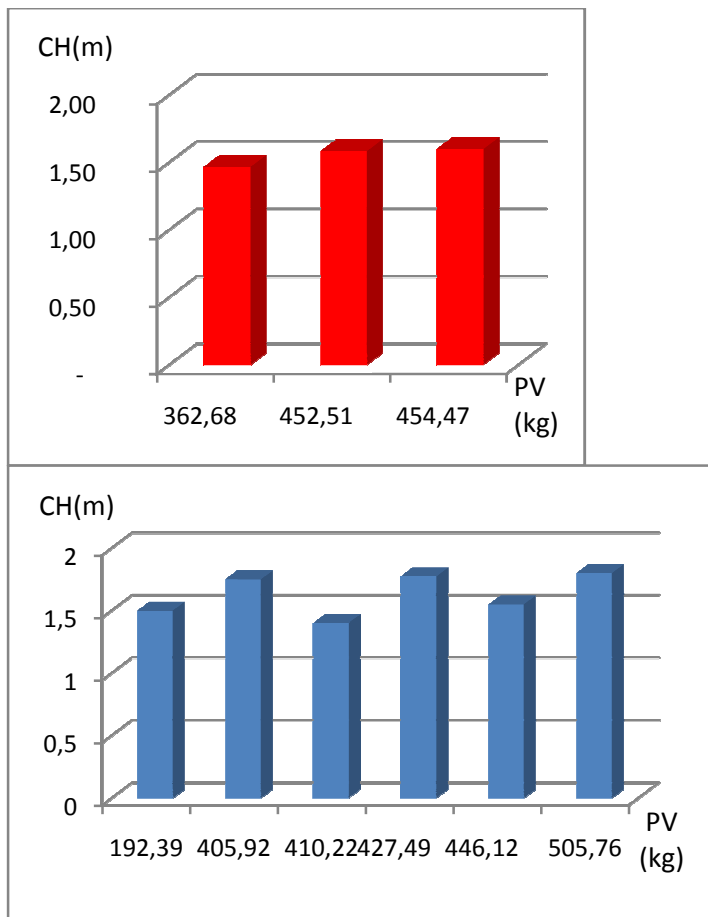 CH(m)
2,00
1,50
1,00
0,50
-
362,68 452,51 454,47
PV
(kg)
CH(m)
2
1,5
1
0,5
0
192,39 405,92 410,22427,49 446,12 505,76
PV
(kg)